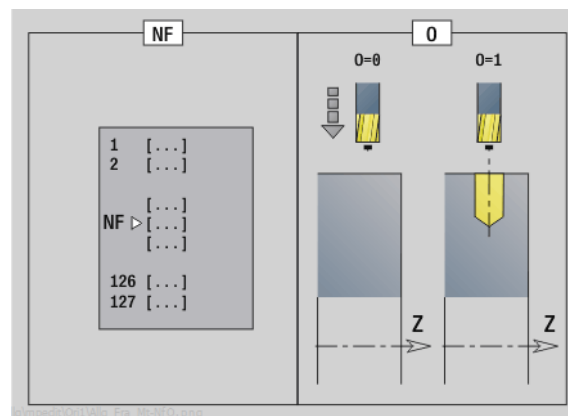 NF
O
O=0
O=1
1 [...]
2 [...]
[...]
NF [...]
[...]
126 [...]
127 [...]
Z
Z